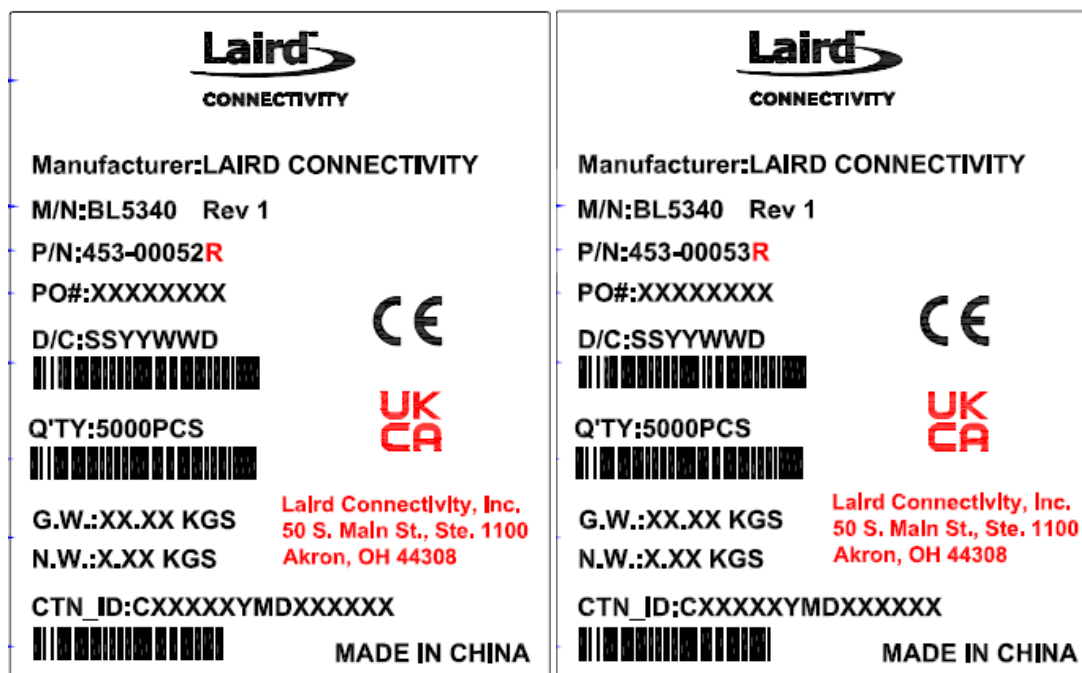 Laird™
CONNECTIVITY
Manufacturer:LAIRD CONNECTIVITY
M/N:BL5340 Rev 1
P/N:453-00052R
PO#:XXXXXXXX
CE
D/C:SSYYWWD
UK
CA
Q'TY:5000PCS
Laird Connectivity, Inc.
50 S. Main St., Ste. 1100
Akron, OH 44308
G.W.:XX.XX KGS
N.W.:X.XX KGS
CTN_ID:CXXXXXYMDXXXXXX
MADE IN CHINA
Laird™
CONNECTIVITY
Manufacturer:LAIRD CONNECTIVITY
M/N:BL5340 Rev 1
P/N:453-00053R
PO#:XXXXXXXX
CE
D/C:SSYYWWD
UK
CA
Q'TY:5000PCS
Laird Connectivity, Inc.
50 S. Main St., Ste. 1100
Akron, OH 44308
G.W.:XX.XX KGS
N.W.:X.XX KGS
CTN_ID:CXXXXXYMDXXXXXX
MADE IN CHINA